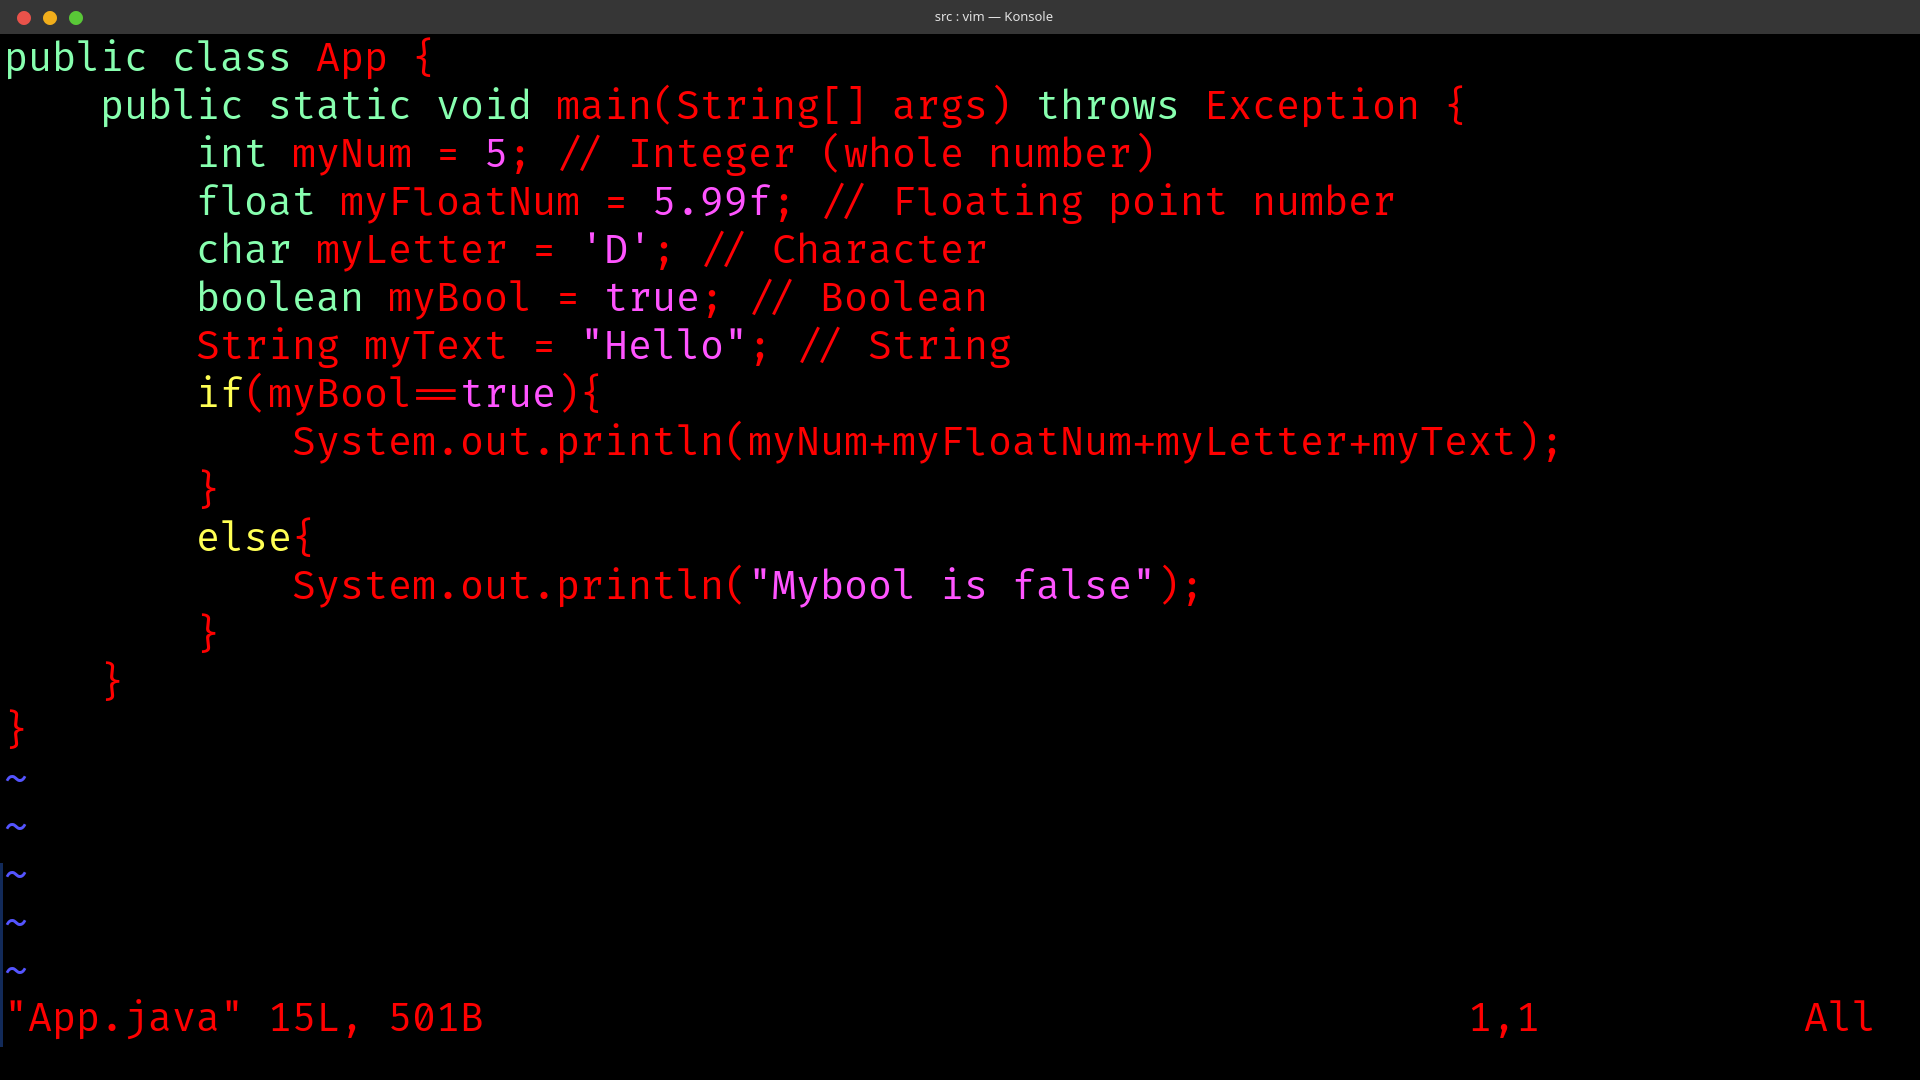 src : vim — Konsole
public class App {
    public static void main(String[] args) throws Exception {
        int myNum = 5; // Integer (whole number)
        float myFloatNum = 5.99f; // Floating point number
        char myLetter = 'D'; // Character
        boolean myBool = true; // Boolean
        String myText = "Hello"; // String
        if(myBool==true){
            System.out.println(myNum+myFloatNum+myLetter+myText);
        }
        else{
            System.out.println("Mybool is false");
        }
    }
}
~
~
~
~
~
"App.java" 15L, 501B 1,1 All